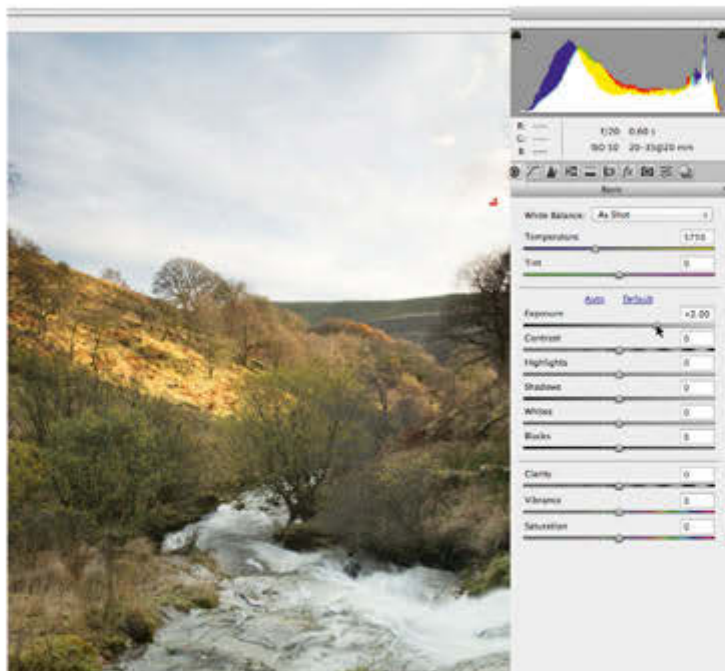 R: ---
G: ---
B: ---
f/20 0.60 s
ISO 50 20-35@20 mm
Basic
White Balance: As Shot
Temperature 5750
Tint 0
Auto Default
Exposure +2.00
Contrast 0
Highlights 0
Shadows 0
Whites 0
Blacks 0
Clarity 0
Vibrance 0
Saturation 0